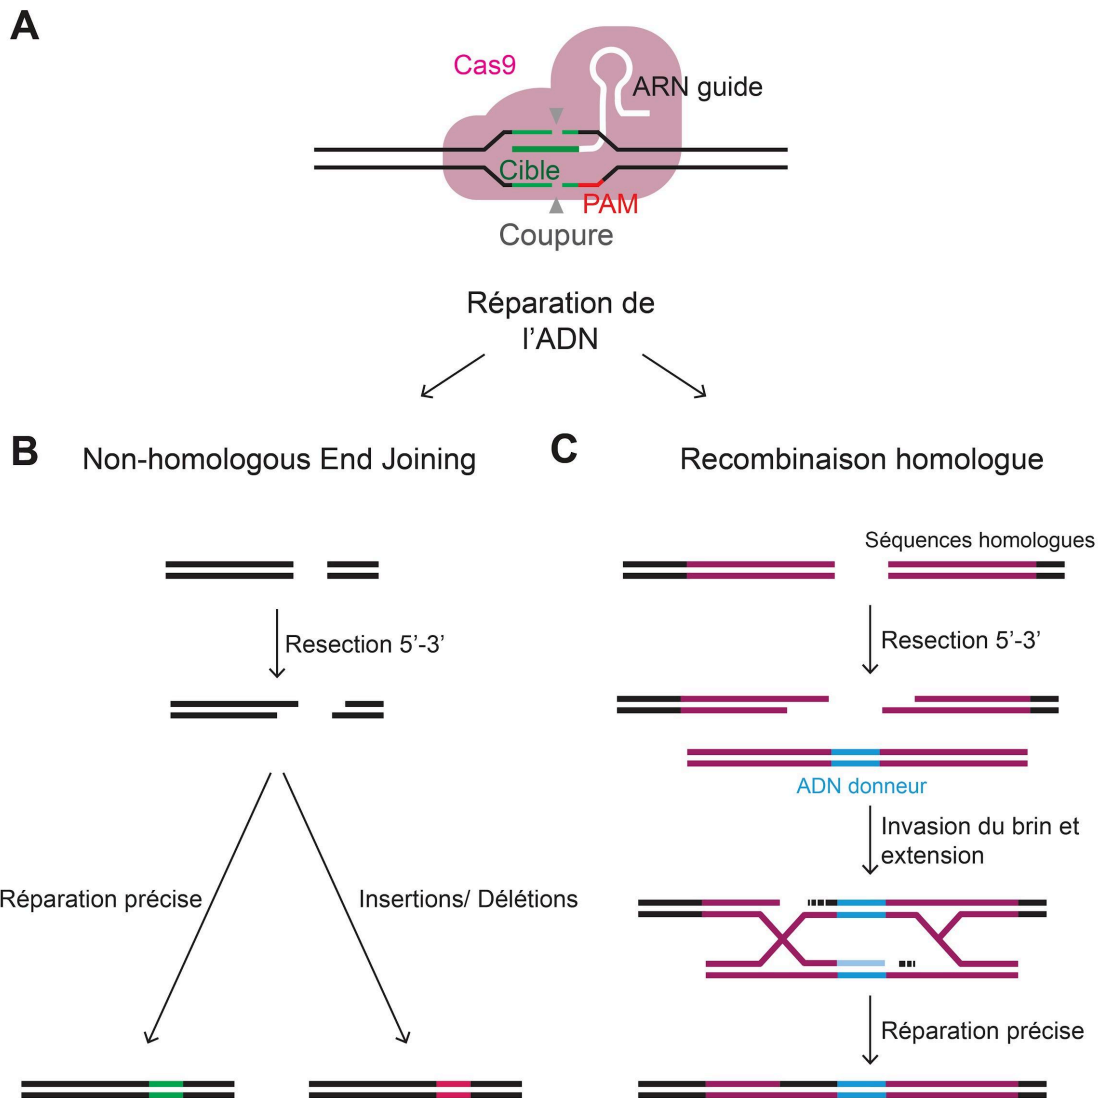 A
Cas9
ARN guide
Cible
PAM
Coupure
Réparation de
l’ADN
B
Non-homologous End Joining
Resection 5’-3’
Réparation précise
Insertions/ Délétions
C
Recombinaison homologue
Séquences homologues
Resection 5’-3’
ADN donneur
Invasion du brin et
extension
Réparation précise